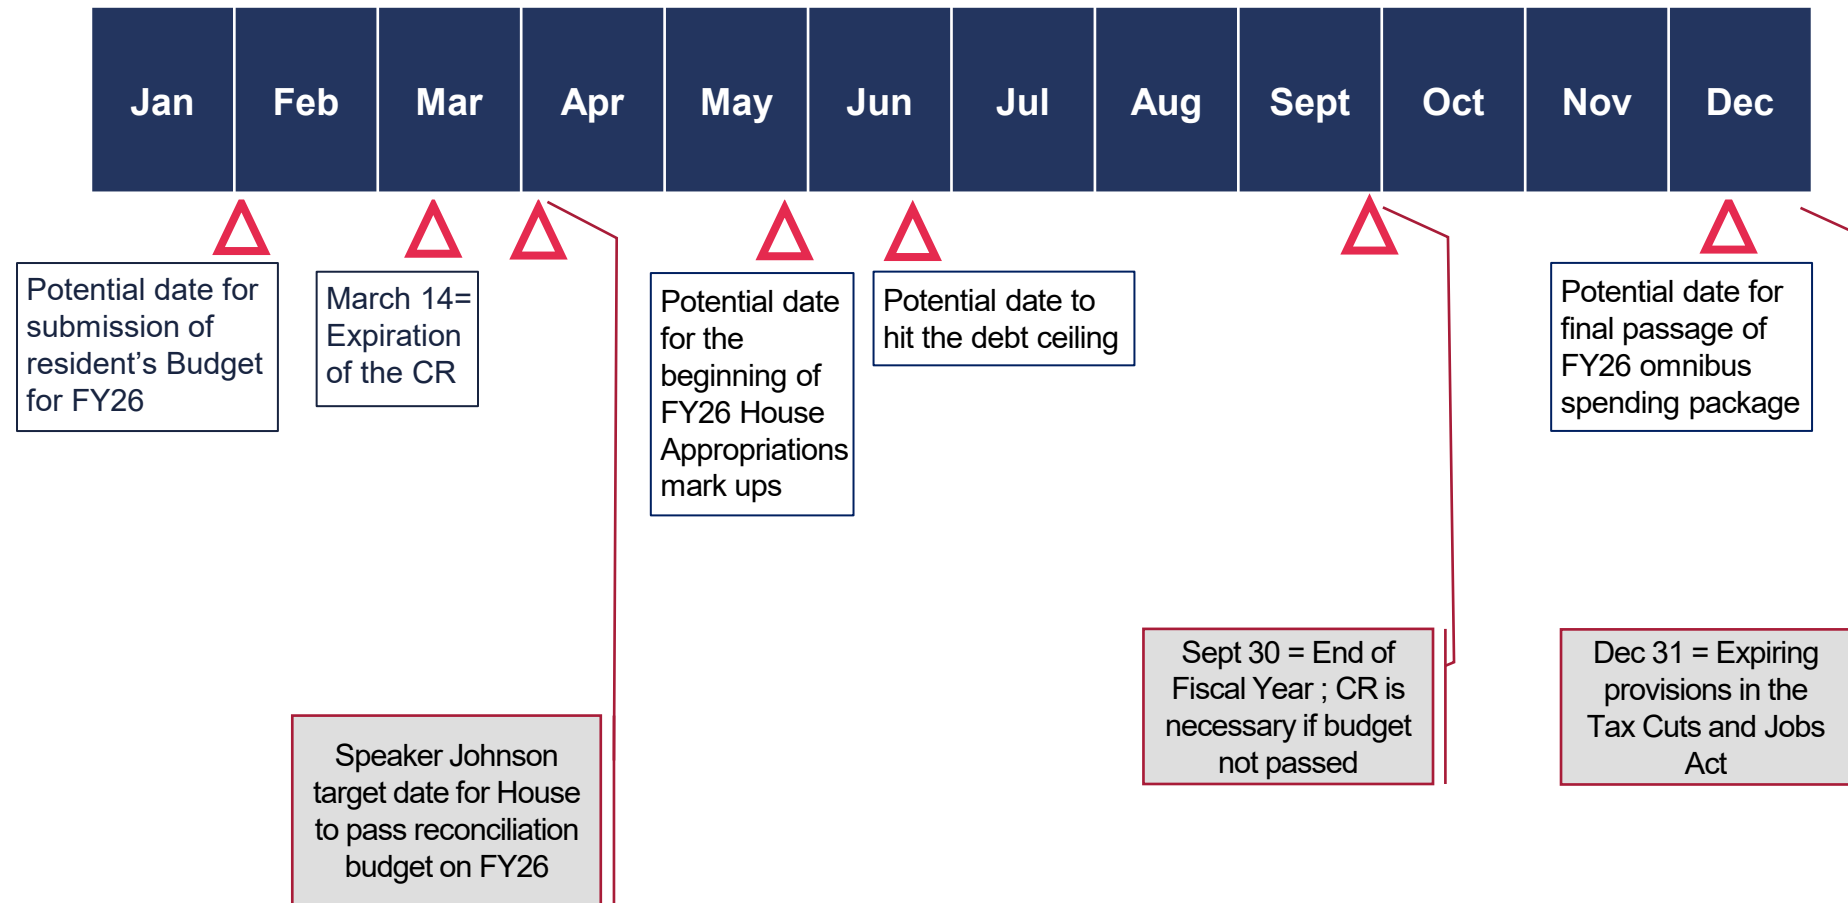 Jan Feb Mar Apr May Jun Jul Aug Sept Oct Nov Dec
Potential date for
submission of
resident’s Budget
for FY26
March 14=
Expiration
of the CR
Potential date
for the
beginning of
FY26 House
Appropriations
mark ups
Potential date to
hit the debt ceiling
Potential date for
final passage of
FY26 omnibus
spending package
Speaker Johnson
target date for House
to pass reconciliation
budget on FY26
Sept 30 = End of
Fiscal Year ; CR is
necessary if budget
not passed
Dec 31 = Expiring
provisions in the
Tax Cuts and Jobs
Act